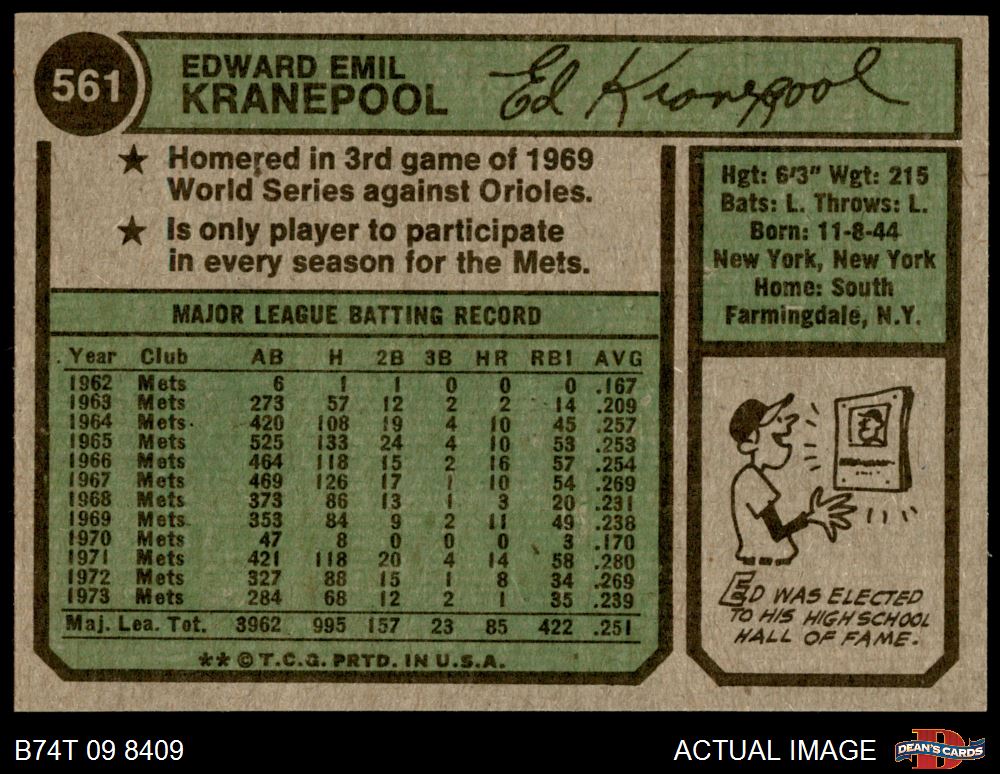 561
EDWARD EMIL
KRANEPOOL
Ed Kranepool
★ Homered in 3rd game of 1969
World Series against Orioles.
★ Is only player to participate
in every season for the Mets.
MAJOR LEAGUE BATTING RECORD
Year Club AB H 2B 3B HR RBI AVG
1962 Mets 6 1 1 0 0 0 .167
1963 Mets 273 57 12 2 2 14 .209
1964 Mets 420 108 19 4 10 45 .257
1965 Mets 525 133 24 4 10 53 .253
1966 Mets 464 118 15 2 16 57 .254
1967 Mets 469 126 17 1 10 54 .269
1968 Mets 373 86 13 1 3 20 .231
1969 Mets 353 84 9 2 11 49 .238
1970 Mets 47 8 0 0 0 3 .170
1971 Mets 421 118 20 4 14 58 .280
1972 Mets 327 88 15 1 8 34 .269
1973 Mets 284 68 12 2 1 35 .239
Maj. Lea. Tot. 3962 995 157 23 85 422 .251
** © T.C.G. PRTD. IN U.S.A.
Hgt: 6'3" Wgt: 215
Bats: L. Throws: L.
Born: 11-8-44
New York, New York
Home: South
Farmingdale, N.Y.
ED WAS ELECTED
TO HIS HIGH SCHOOL
HALL OF FAME.
B74T 09 8409
ACTUAL IMAGE
D
DEAN'S CARDS